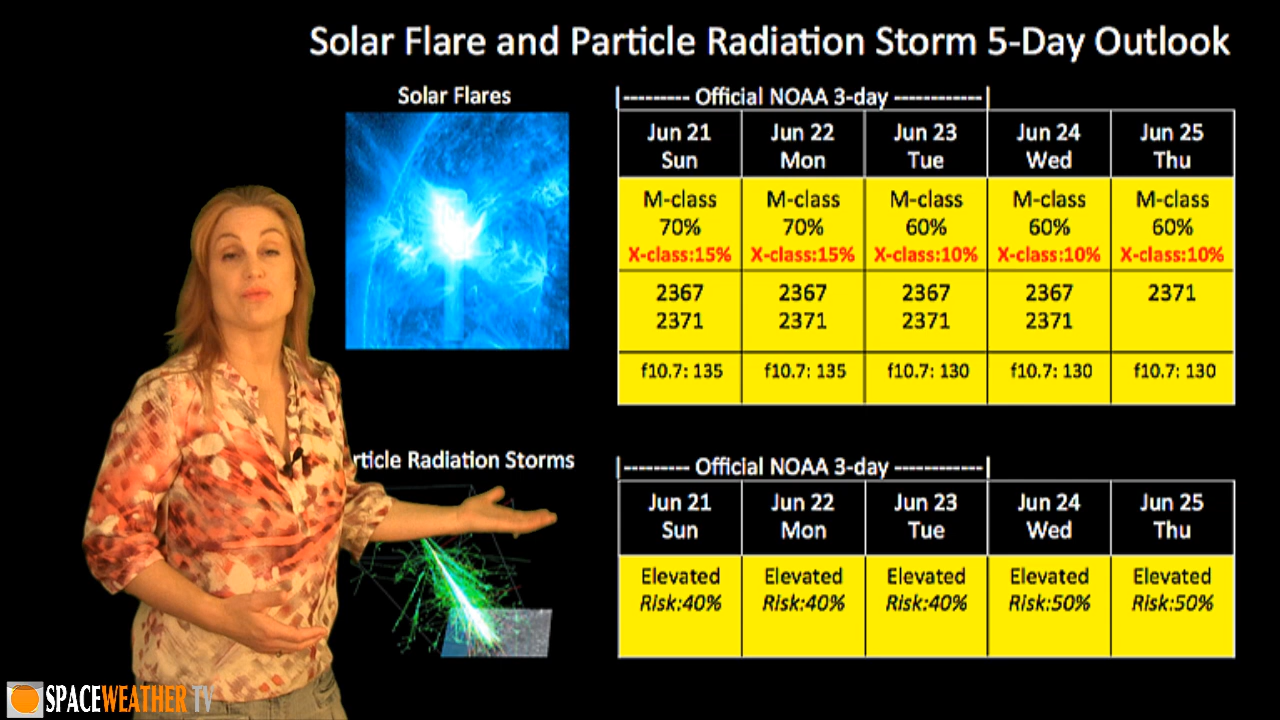 Solar Flare and Particle Radiation Storm 5-Day Outlook
Solar Flares
|--------- Official NOAA 3-day ------------|
Jun 21 Jun 22 Jun 23 Jun 24 Jun 25
Sun Mon Tue Wed Thu
M-class M-class M-class M-class M-class
70% 70% 60% 60% 60%
X-class:15% X-class:15% X-class:10% X-class:10% X-class:10%
2367 2367 2367 2367 2371
2371 2371 2371 2371
f10.7: 135 f10.7: 135 f10.7: 130 f10.7: 130 f10.7: 130
rticle Radiation Storms
|--------- Official NOAA 3-day ------------|
Jun 21 Jun 22 Jun 23 Jun 24 Jun 25
Sun Mon Tue Wed Thu
Elevated Elevated Elevated Elevated Elevated
Risk:40% Risk:40% Risk:40% Risk:50% Risk:50%
SPACEWEATHER TV